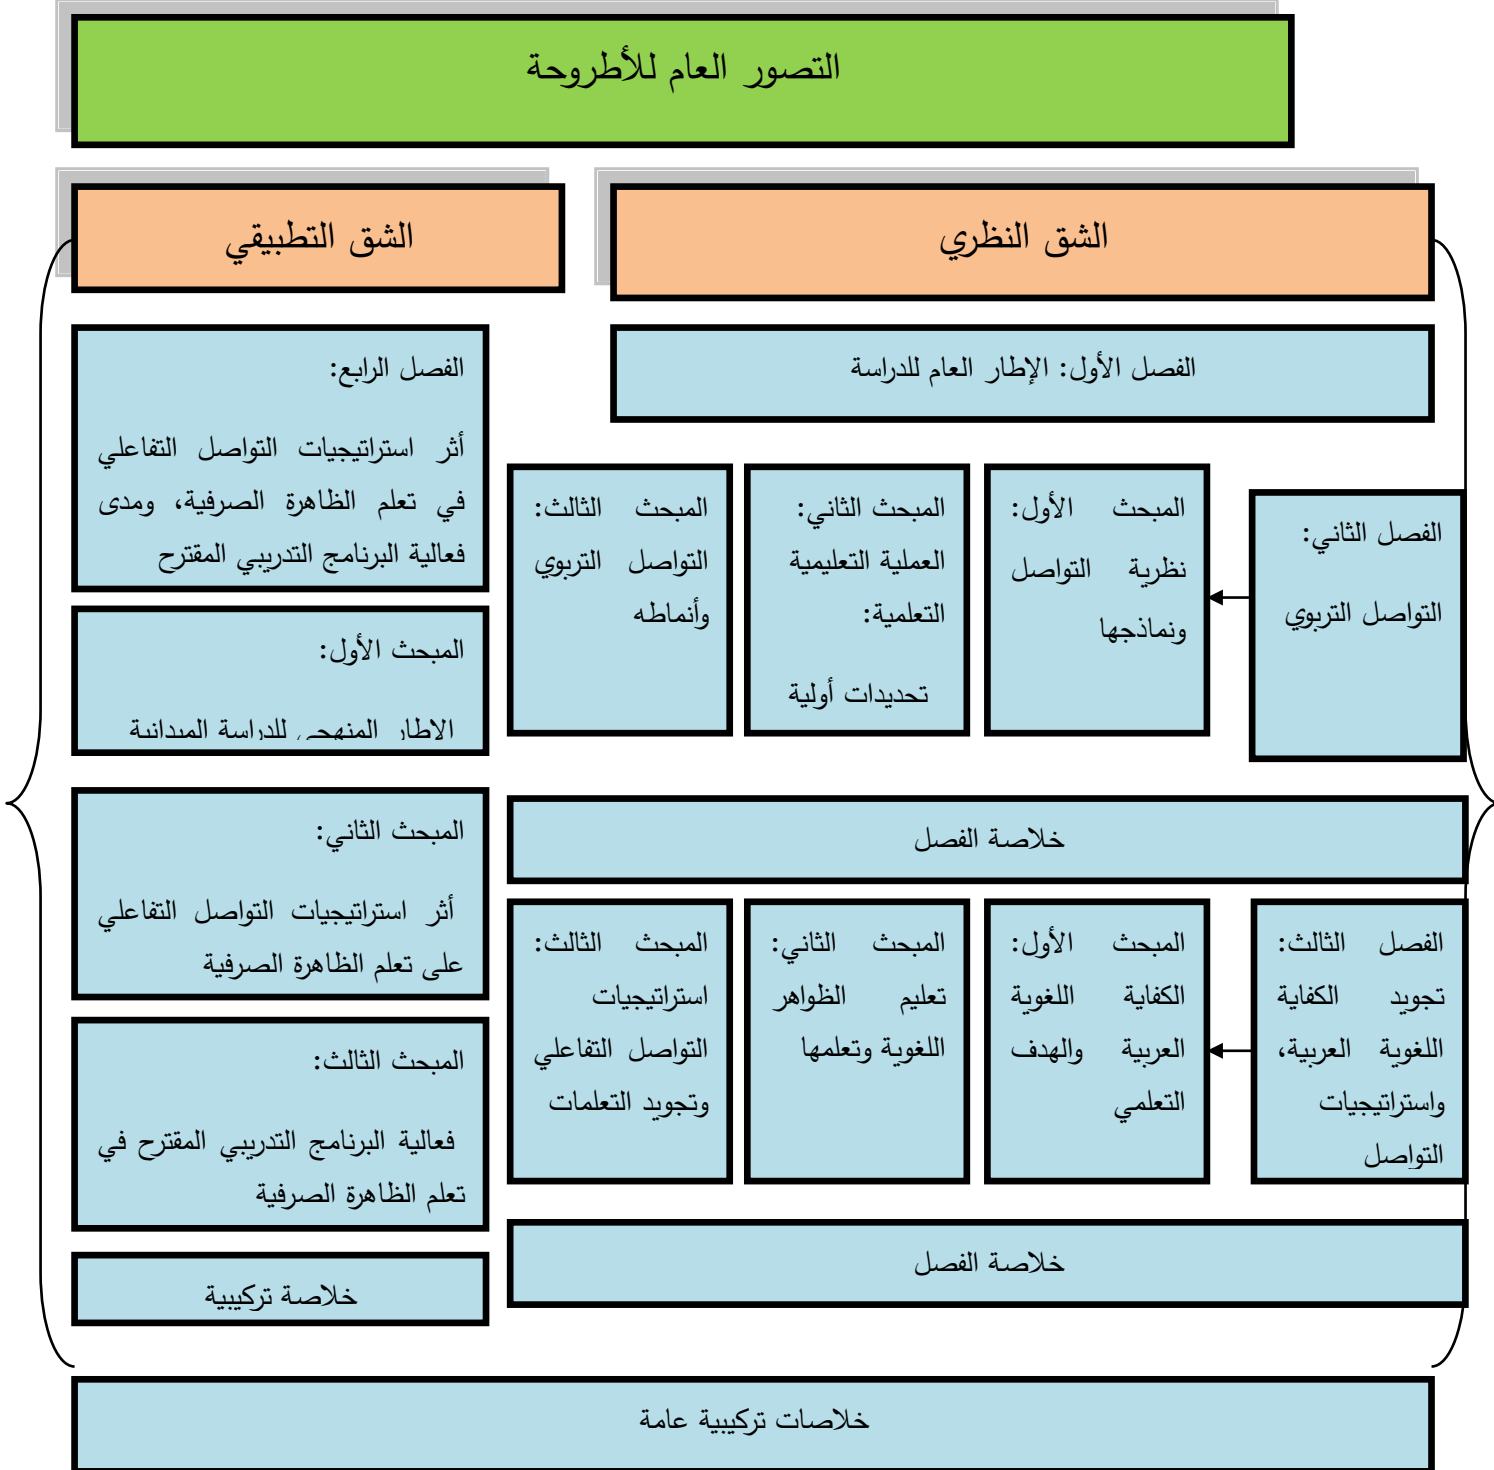 التصور العام للأطروحة
الشق النظري
الشق التطبيقي
الفصل الأول: الإطار العام للدراسة
الفصل الثاني:
التواصل التربوي
المبحث الأول:
نظرية التواصل
ونماذجها
المبحث الثاني:
العملية التعليمية
التعلمية:
تحديدات أولية
المبحث الثالث:
التواصل التربوي
وأنماطه
خلاصة الفصل
الفصل الثالث:
تجويد الكفاية
اللغوية العربية،
واستراتيجيات
التواصل
المبحث الأول:
الكفاية اللغوية
العربية والهدف
التعلمي
المبحث الثاني:
تعليم الظواهر
اللغوية وتعلمها
المبحث الثالث:
استراتيجيات
التواصل التفاعلي
وتجويد التعلمات
خلاصة الفصل
الفصل الرابع:
أثر استراتيجيات التواصل التفاعلي
في تعلم الظاهرة الصرفية، ومدى
فعالية البرنامج التدريبي المقترح
المبحث الأول:
الإطار المنهجي للدراسة الميدانية
المبحث الثاني:
أثر استراتيجيات التواصل التفاعلي
على تعلم الظاهرة الصرفية
المبحث الثالث:
فعالية البرنامج التدريبي المقترح في
تعلم الظاهرة الصرفية
خلاصة تركيبية
خلاصات تركيبية عامة